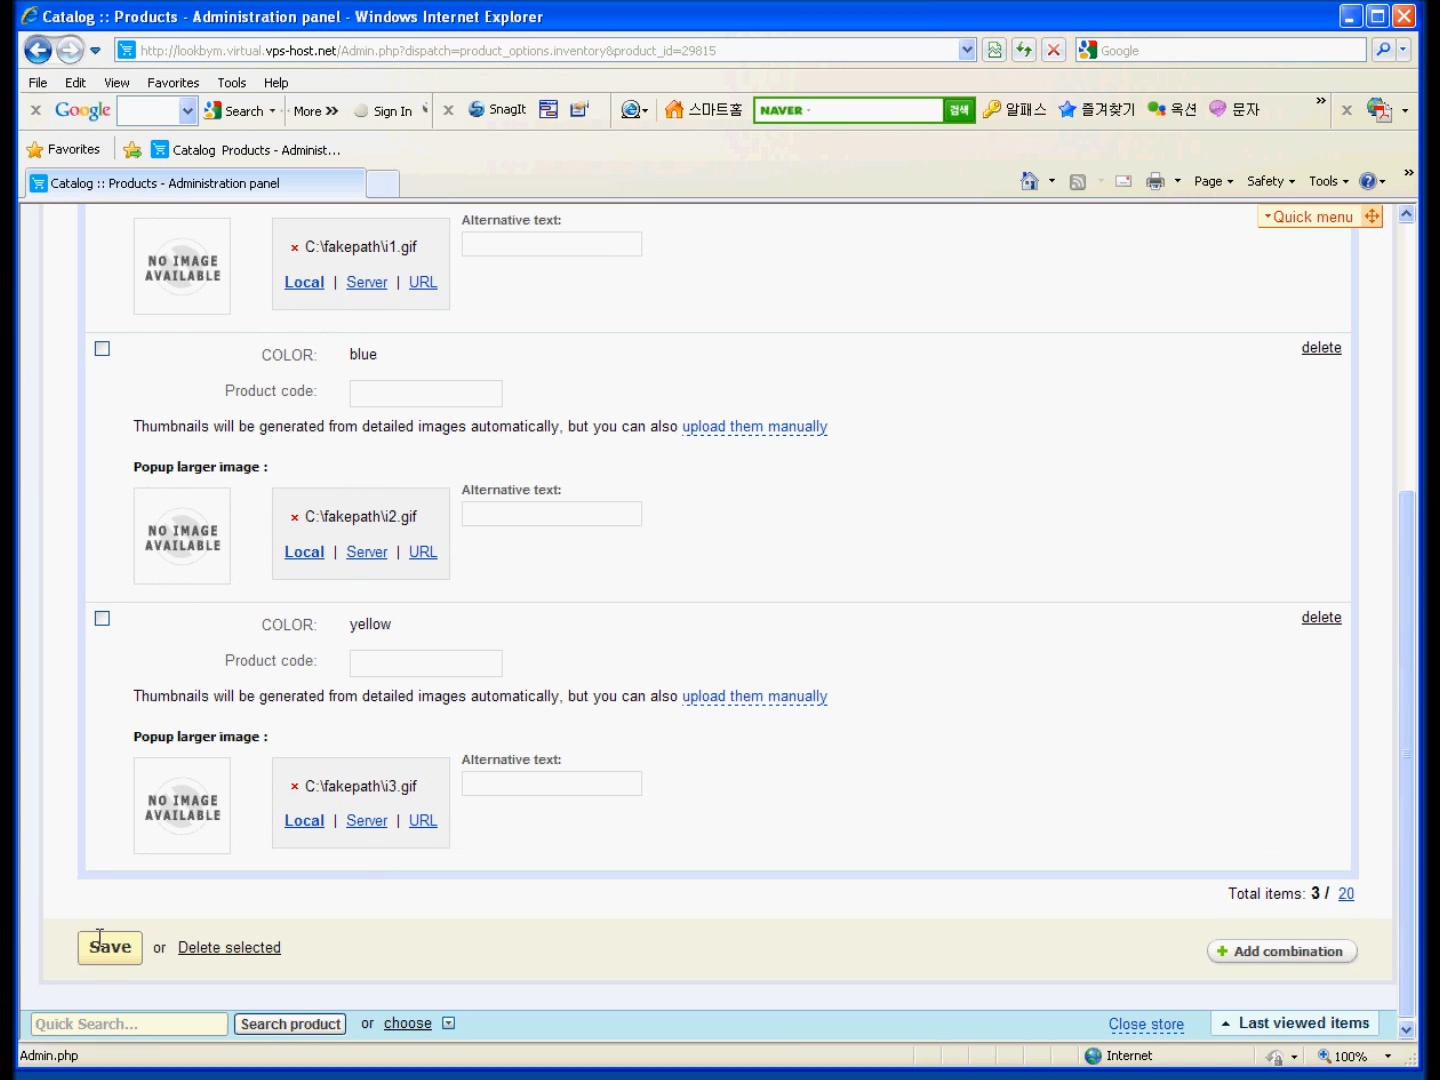 Catalog :: Products - Administration panel - Windows Internet Explorer
http://lookbym.virtual.vps-host.net/Admin.php?dispatch=product_options.inventory&product_id=29815
Google
File Edit View Favorites Tools Help
x Google Search More >> Sign In x SnagIt 스마트홈 NAVER 검색 알패스 즐겨찾기 옥션 문자 >> x
Favorites Catalog Products - Administ...
Catalog :: Products - Administration panel Page Safety Tools >>
Quick menu
Alternative text:
NO IMAGE AVAILABLE
x C:\fakepath\i1.gif
Local | Server | URL
COLOR: blue delete
Product code:
Thumbnails will be generated from detailed images automatically, but you can also upload them manually
Popup larger image :
Alternative text:
NO IMAGE AVAILABLE
x C:\fakepath\i2.gif
Local | Server | URL
COLOR: yellow delete
Product code:
Thumbnails will be generated from detailed images automatically, but you can also upload them manually
Popup larger image :
Alternative text:
NO IMAGE AVAILABLE
x C:\fakepath\i3.gif
Local | Server | URL
Total items: 3 / 20
Save or Delete selected + Add combination
Quick Search... Search product or choose Close store Last viewed items
Admin.php Internet 100%